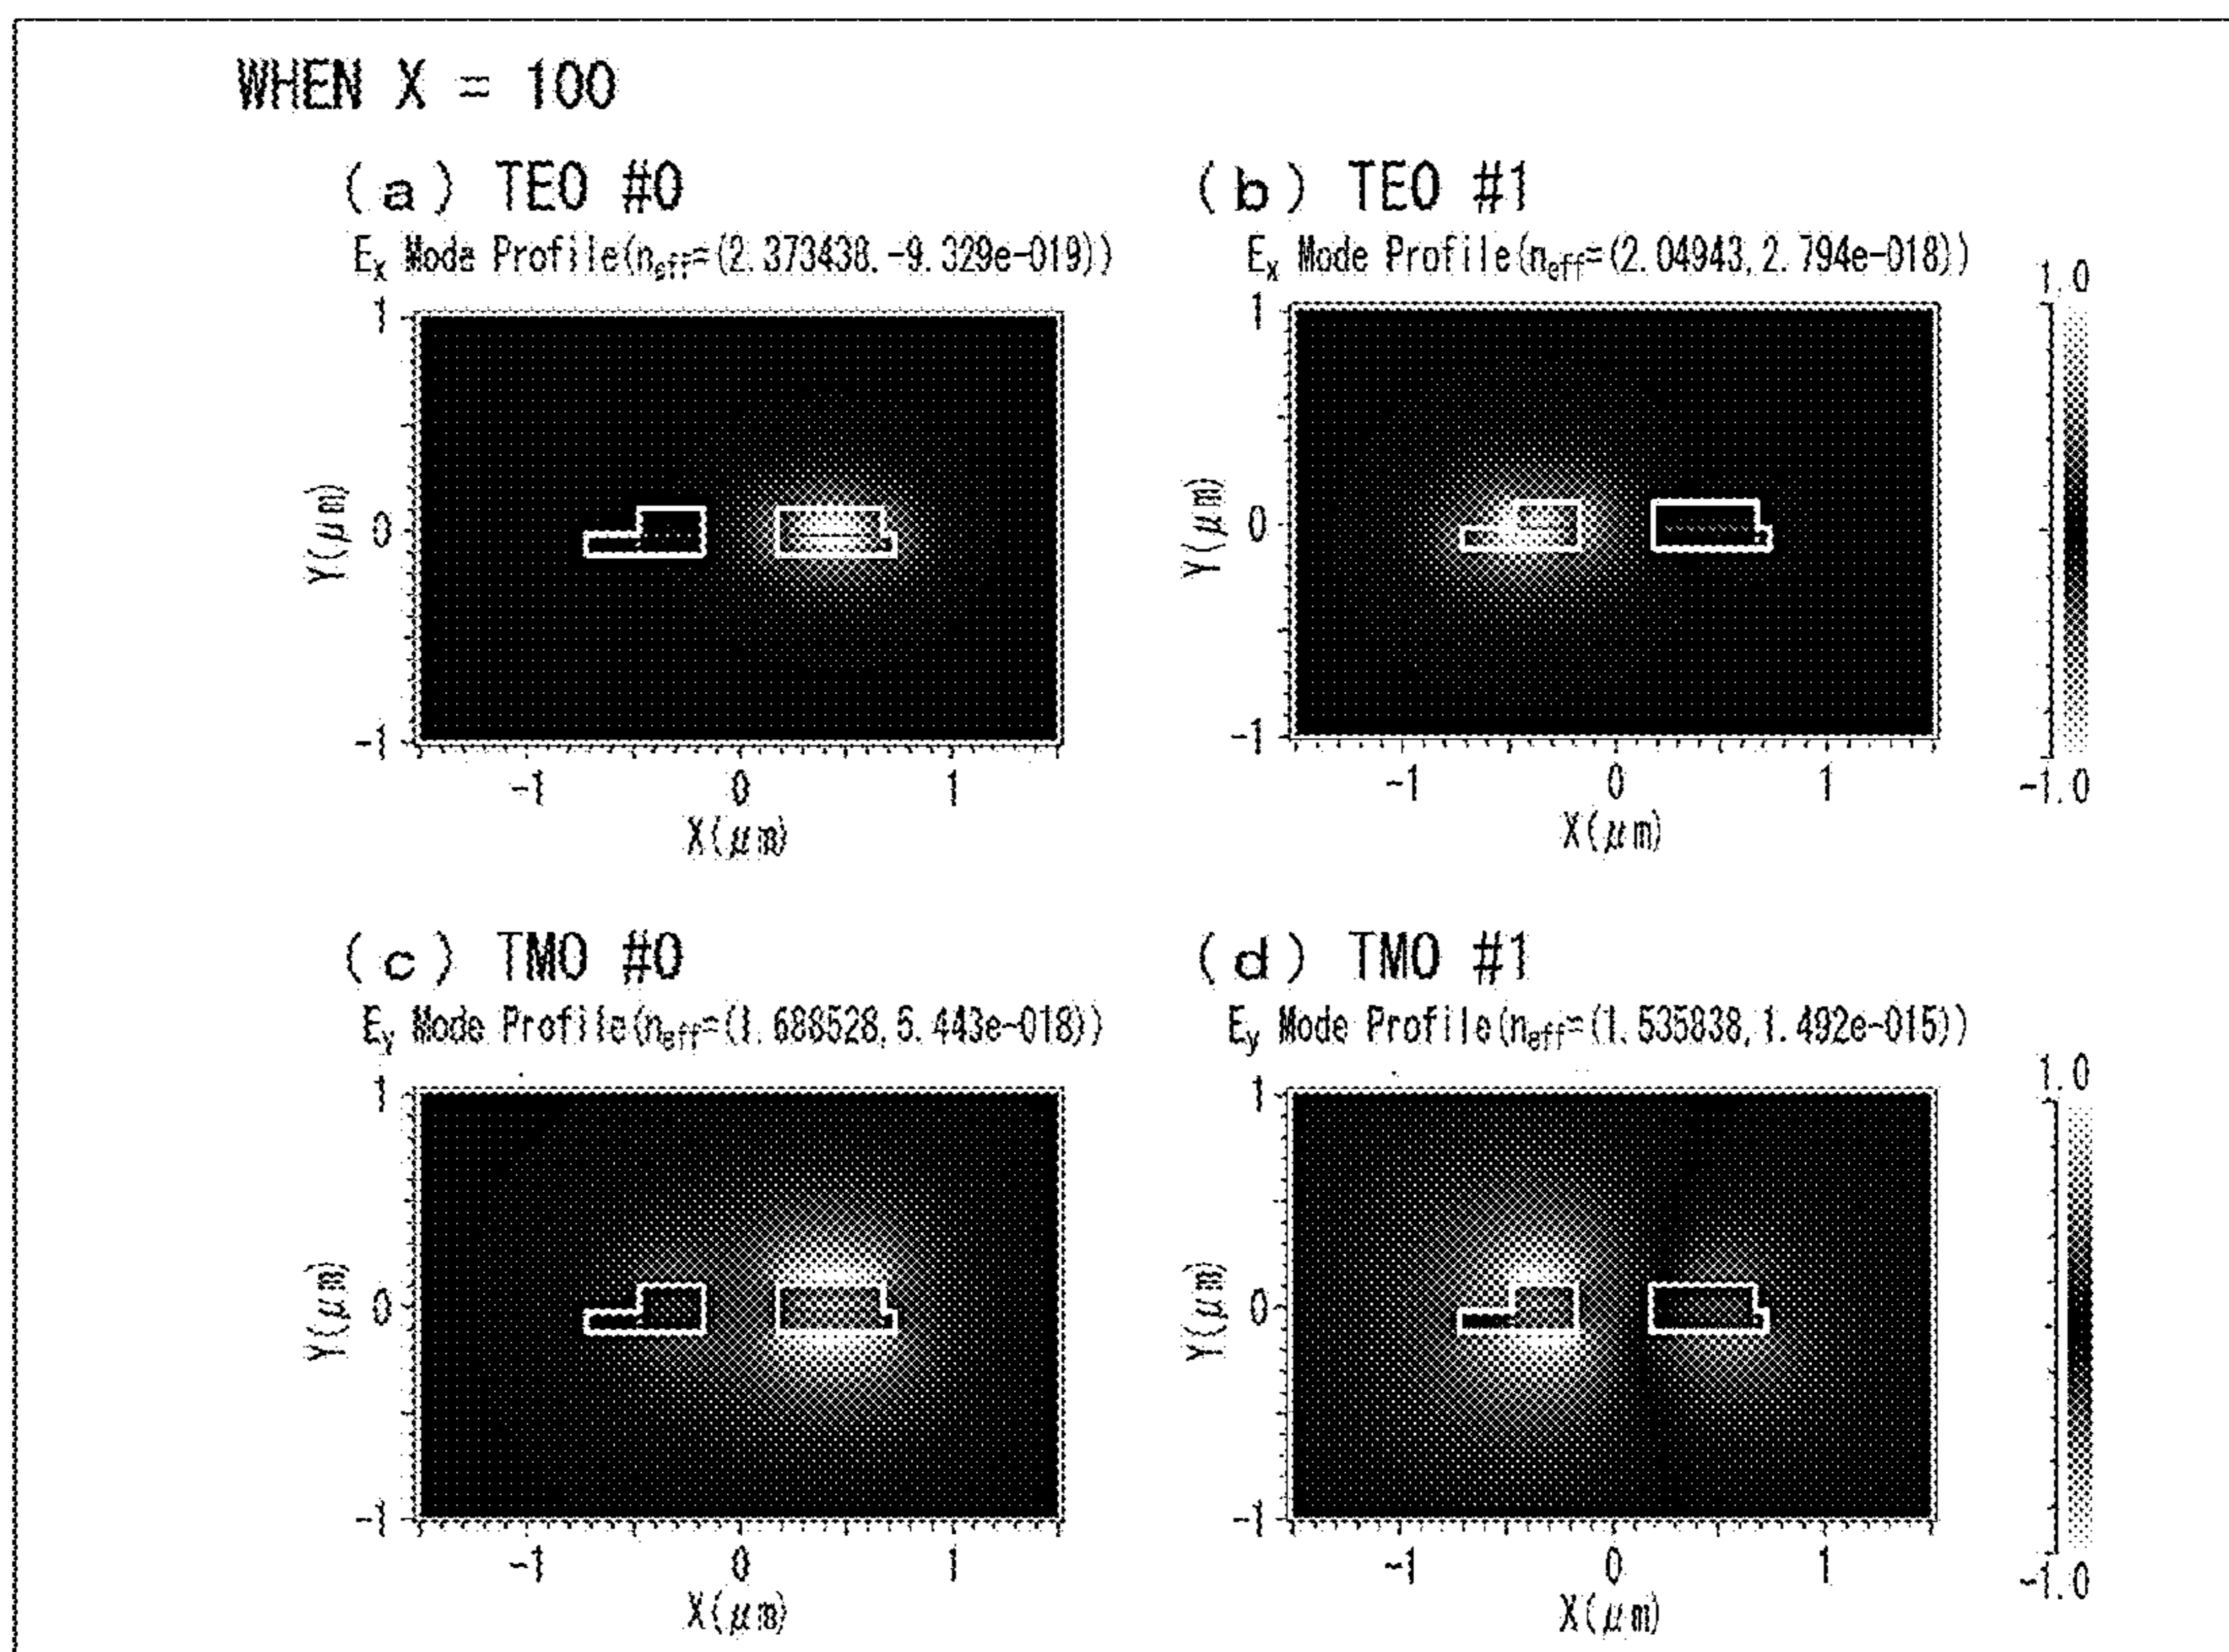 WHEN X = 100
(a) TE0 #0
(b) TE0 #1
Ex Mode Profile(neff=(2.373438,-9.329e-019))
Ex Mode Profile(neff=(2.04943,2.794e-018))
1.0
1
0
-1
Y(μm)
-1 0 1
X(μm)
1
0
-1
Y(μm)
-1 0 1
X(μm)
-1.0
(c) TM0 #0
(d) TM0 #1
Ey Mode Profile(neff=(1.688528,5.443e-018))
Ey Mode Profile(neff=(1.535838,1.492e-015))
1.0
1
0
-1
Y(μm)
-1 0 1
X(μm)
1
0
-1
Y(μm)
-1 0 1
X(μm)
-1.0